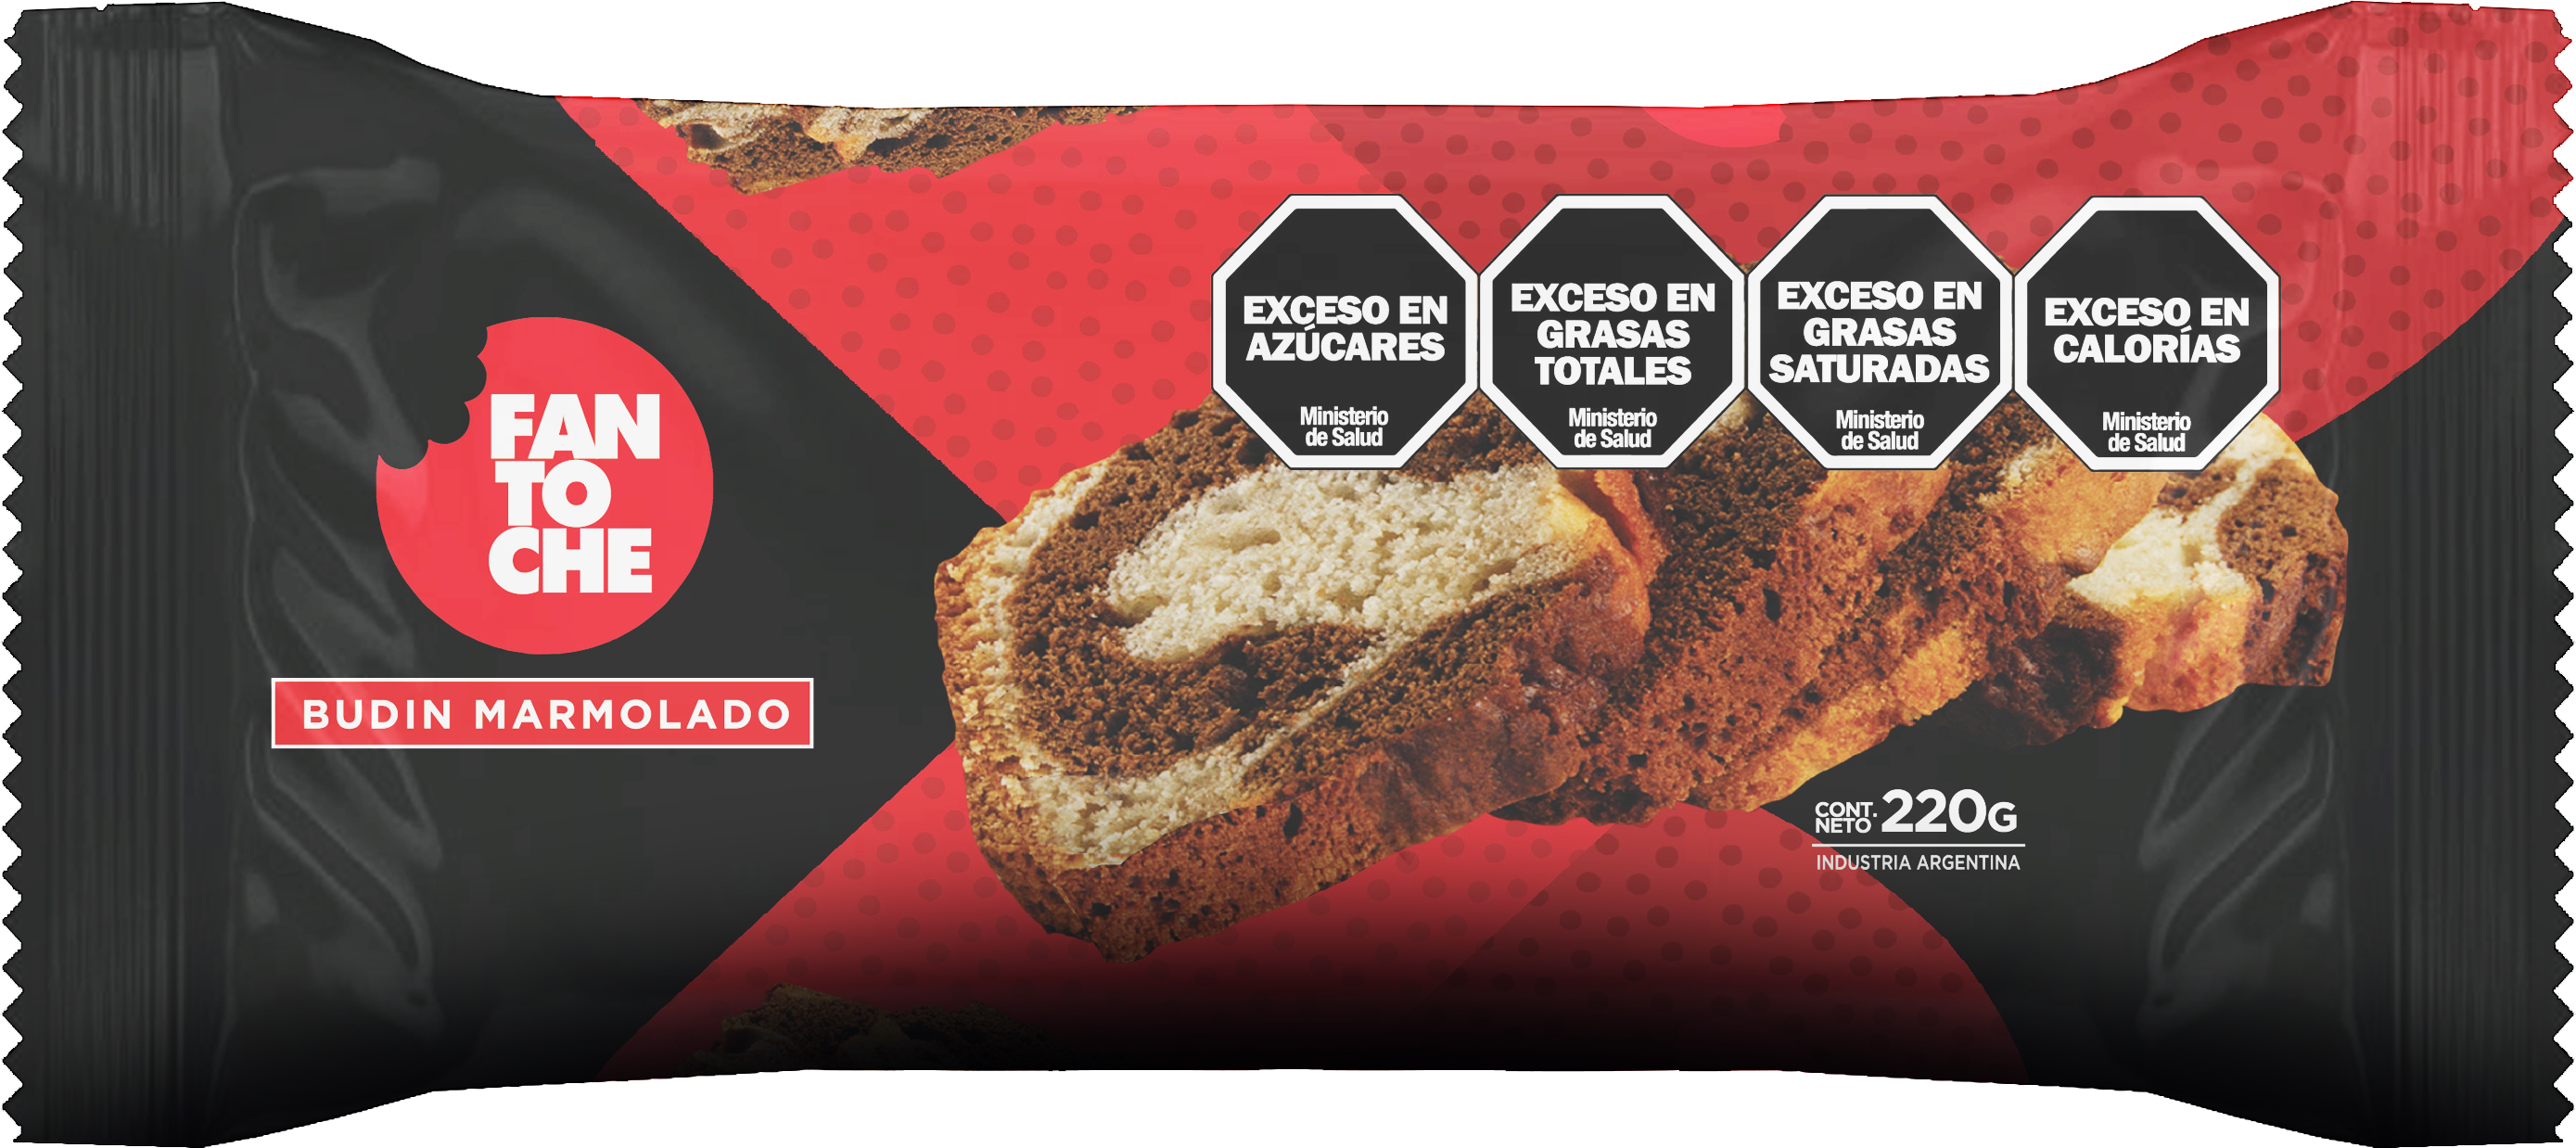 FAN
TO
CHE
BUDIN MARMOLADO
EXCESO EN
AZÚCARES
Ministerio
de Salud
EXCESO EN
GRASAS
TOTALES
Ministerio
de Salud
EXCESO EN
GRASAS
SATURADAS
Ministerio
de Salud
EXCESO EN
CALORÍAS
Ministerio
de Salud
CONT.
NETO 220G
INDUSTRIA ARGENTINA